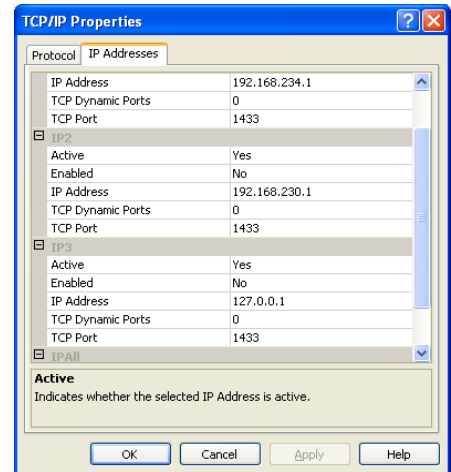 TCP/IP Properties
Protocol IP Addresses
IP Address 192.168.234.1
TCP Dynamic Ports 0
TCP Port 1433
IP2
Active Yes
Enabled No
IP Address 192.168.230.1
TCP Dynamic Ports 0
TCP Port 1433
IP3
Active Yes
Enabled No
IP Address 127.0.0.1
TCP Dynamic Ports 0
TCP Port 1433
IPAll
Active
Indicates whether the selected IP Address is active.
OK Cancel Apply Help